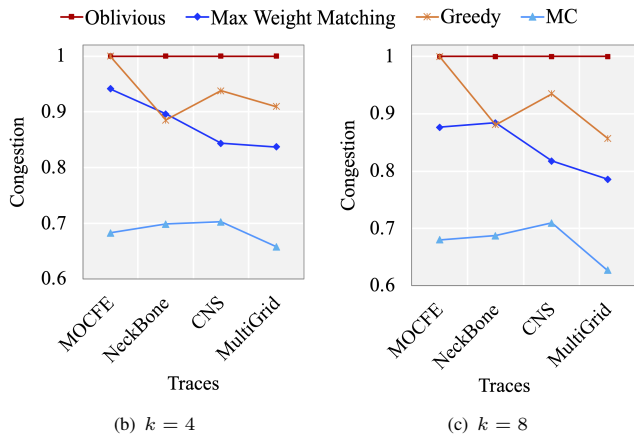 Oblivious Max Weight Matching Greedy MC
1
0.9
0.8
0.7
0.6
Congestion
MOCFE
NeckBone
CNS
MultiGrid
Traces
(b) k = 4
1
0.9
0.8
0.7
0.6
Congestion
MOCFE
NeckBone
CNS
MultiGrid
Traces
(c) k = 8